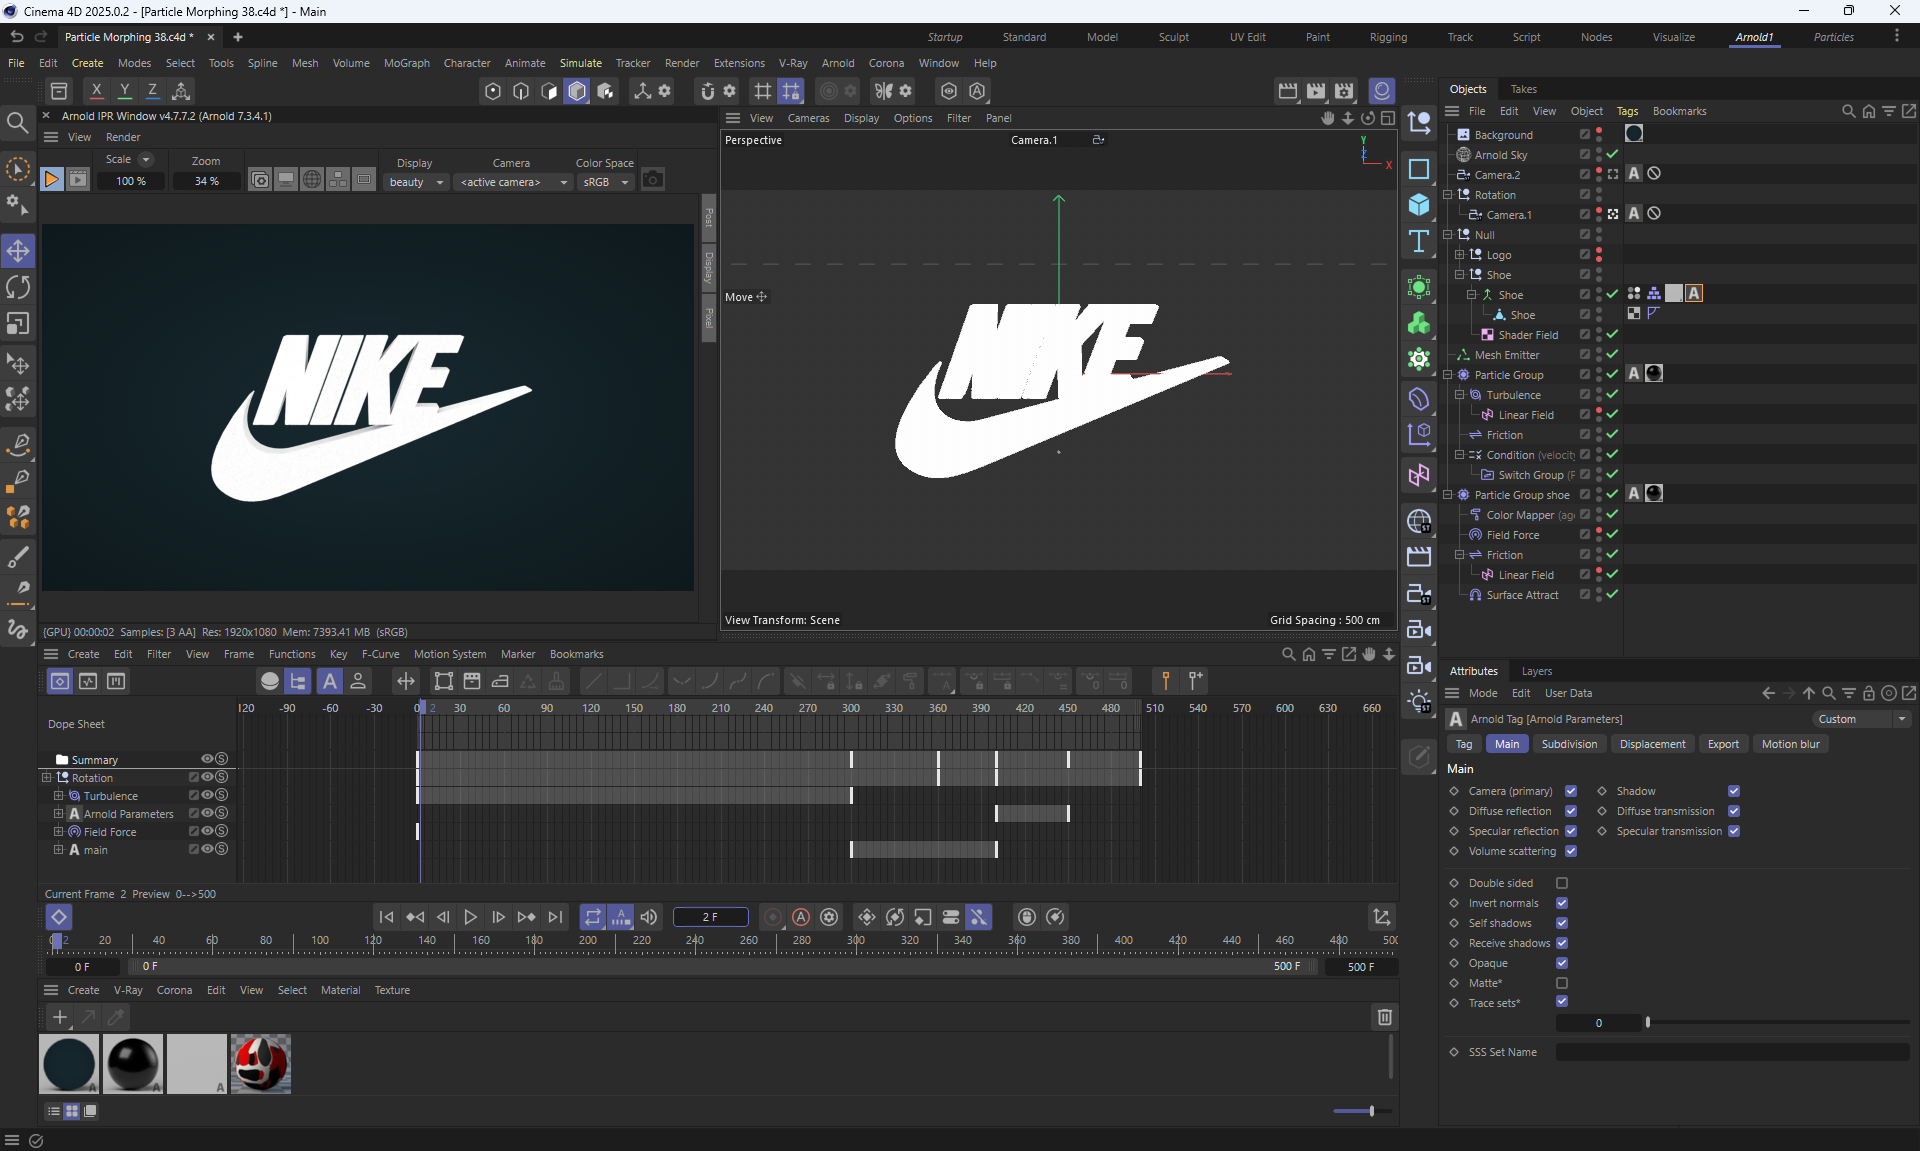 Cinema 4D 2025.0.2 - [Particle Morphing 38.c4d *] - Main
Particle Morphing 38.c4d *
Startup Standard Model Sculpt UV Edit Paint Rigging Track Script Nodes Visualize Arnold1 Particles
File Edit Create Modes Select Tools Spline Mesh Volume MoGraph Character Animate Simulate Tracker Render Extensions V-Ray Arnold Corona Window Help
X Y Z
Arnold IPR Window v4.7.7.2 (Arnold 7.3.4.1)
View Render
Scale Zoom Display Camera Color Space
100 % 34 % beauty <active camera> sRGB
Post
Display
Pixel
NIKE
{GPU} 00:00:02 Samples: [3 AA] Res: 1920x1080 Mem: 7393.41 MB (sRGB)
View Cameras Display Options Filter Panel
Perspective Camera.1
Y
Z
X
Move
NIKE
View Transform: Scene Grid Spacing : 500 cm
Objects Takes
File Edit View Object Tags Bookmarks
Background
Arnold Sky
Camera.2
Rotation
Camera.1
Null
Logo
Shoe
Shoe
Shoe
Shader Field
Mesh Emitter
Particle Group
Turbulence
Linear Field
Friction
Condition (velocity
Switch Group (P
Particle Group shoe
Color Mapper (age
Field Force
Friction
Linear Field
Surface Attract
Create Edit Filter View Frame Functions Key F-Curve Motion System Marker Bookmarks
Dope Sheet
120 -90 -60 -30 0 2 30 60 90 120 150 180 210 240 270 300 330 360 390 420 450 480 510 540 570 600 630 660
Summary
Rotation
Turbulence
Arnold Parameters
Field Force
main
Current Frame 2 Preview 0-->500
2 F
0 2 20 40 60 80 100 120 140 160 180 200 220 240 260 280 300 320 340 360 380 400 420 440 460 480 500
0 F 0 F 500 F 500 F
Create V-Ray Corona Edit View Select Material Texture
Attributes Layers
Mode Edit User Data
Arnold Tag [Arnold Parameters] Custom
Tag Main Subdivision Displacement Export Motion blur
Main
Camera (primary) Shadow
Diffuse reflection Diffuse transmission
Specular reflection Specular transmission
Volume scattering
Double sided
Invert normals
Self shadows
Receive shadows
Opaque
Matte*
Trace sets*
0
SSS Set Name